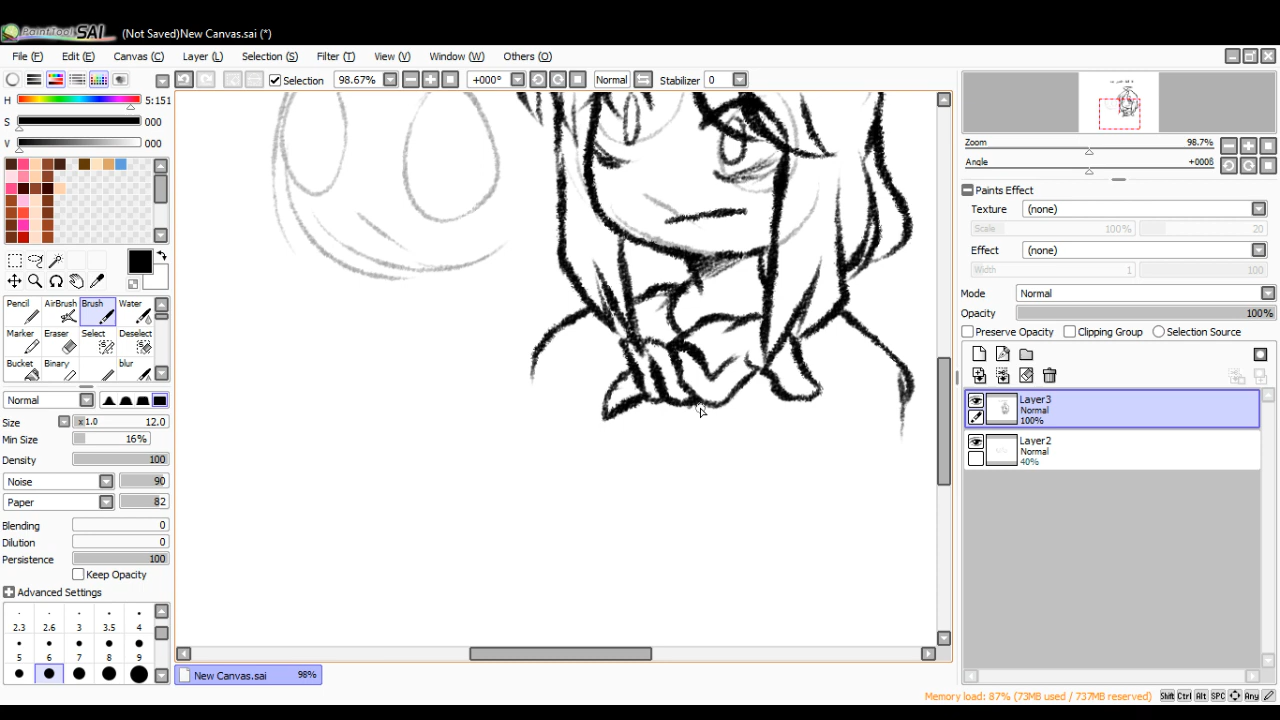 PaintTool SAI (Not Saved)New Canvas.sai (*)
File (F) Edit (E) Canvas (C) Layer (L) Selection (S) Filter (T) View (V) Window (W) Others (O)
Selection 98.67% +000° Normal Stabilizer 0
H 5:151
S 000
V 000
Pencil AirBrush Brush Water
Marker Eraser Select Deselect
Bucket Binary blur
Normal
Size x1.0 12.0
Min Size 16%
Density 100
Noise 90
Paper 82
Blending 0
Dilution 0
Persistence 100
Keep Opacity
Advanced Settings
2.3 2.6 3 3.5 4
5 6 7 8 9
New Canvas.sai 98%
Zoom 98.7%
Angle +0008
Paints Effect
Texture (none)
Scale 100% 20
Effect (none)
Width 1 100
Mode Normal
Opacity 100%
Preserve Opacity Clipping Group Selection Source
Layer3
Normal
100%
Layer2
Normal
40%
Memory load: 87% (73MB used / 737MB reserved) Shift Ctrl Alt SPC Any